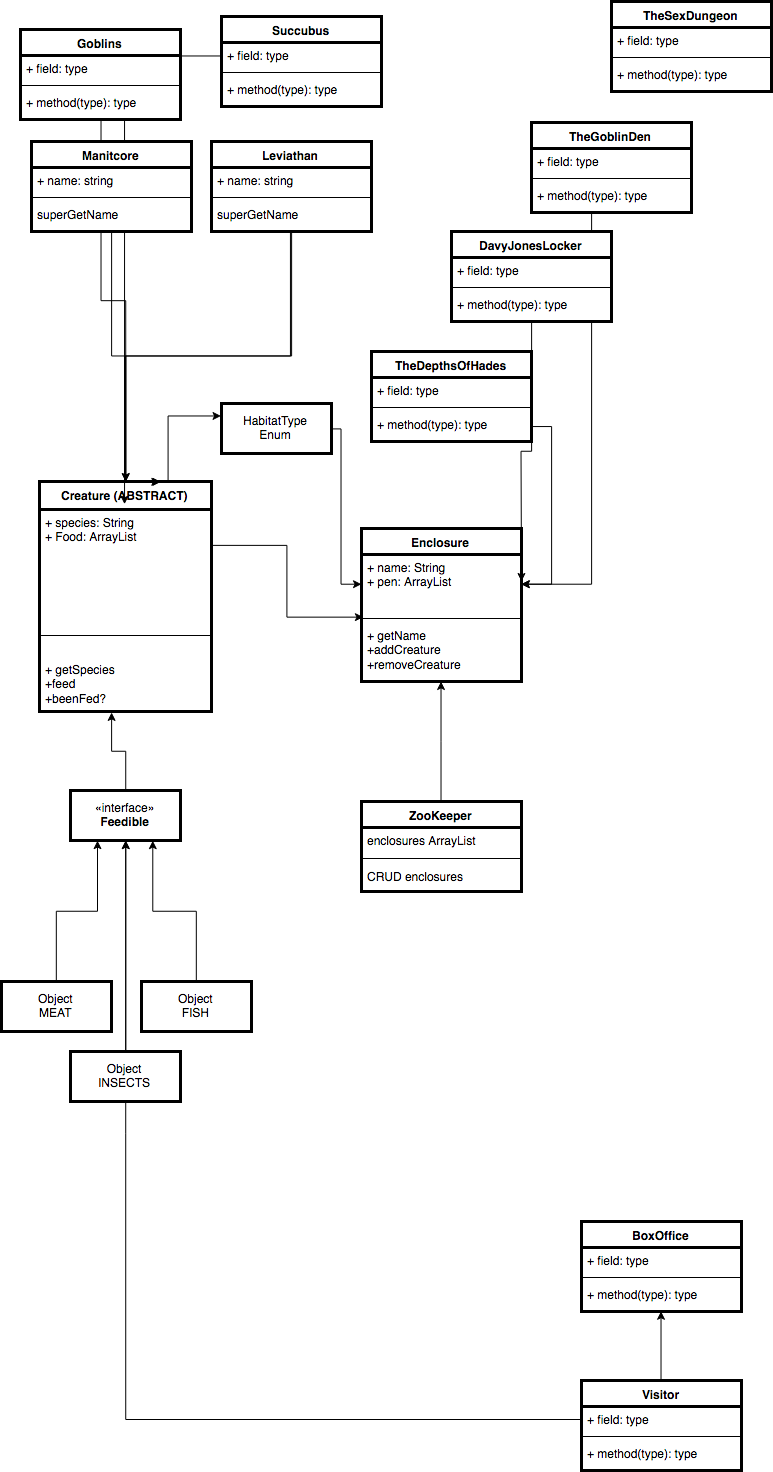 TheSexDungeon
+ field: type
+ method(type): type
Succubus
+ field: type
+ method(type): type
Goblins
+ field: type
+ method(type): type
TheGoblinDen
+ field: type
+ method(type): type
Manitcore
+ name: string
superGetName
Leviathan
+ name: string
superGetName
DavyJonesLocker
+ field: type
+ method(type): type
TheDepthsOfHades
+ field: type
+ method(type): type
HabitatType
Enum
Creature (ABSTRACT)
+ species: String
+ Food: ArrayList
+ getSpecies
+feed
+beenFed?
Enclosure
+ name: String
+ pen: ArrayList
+ getName
+addCreature
+removeCreature
«interface»
Feedible
ZooKeeper
enclosures ArrayList
CRUD enclosures
Object
MEAT
Object
FISH
Object
INSECTS
BoxOffice
+ field: type
+ method(type): type
Visitor
+ field: type
+ method(type): type